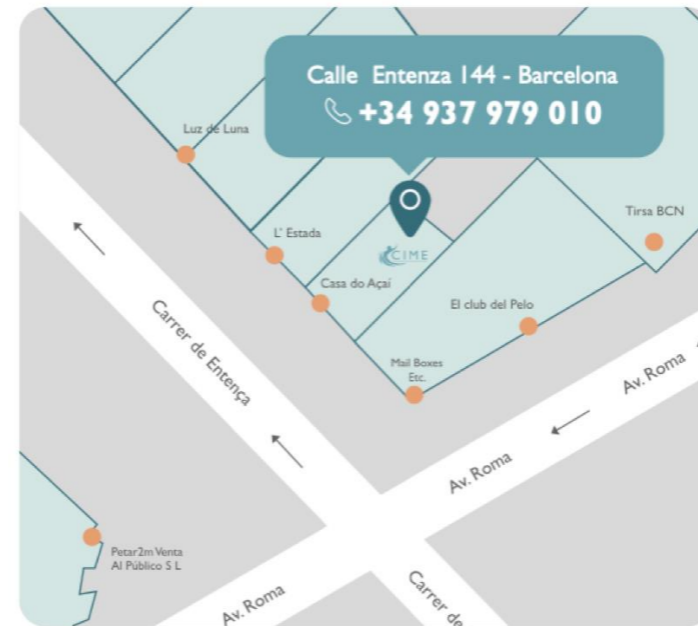 Calle Entenza 144 - Barcelona
+34 937 979 010
Luz de Luna
Tirsa BCN
L' Estada
CIME
Casa do Açaí
El club del Pelo
Carrer de Entença
Mail Boxes
Etc.
Av. Roma
Av. Roma
Petar2m Venta
Al Público S L
Av. Roma
Carrer de